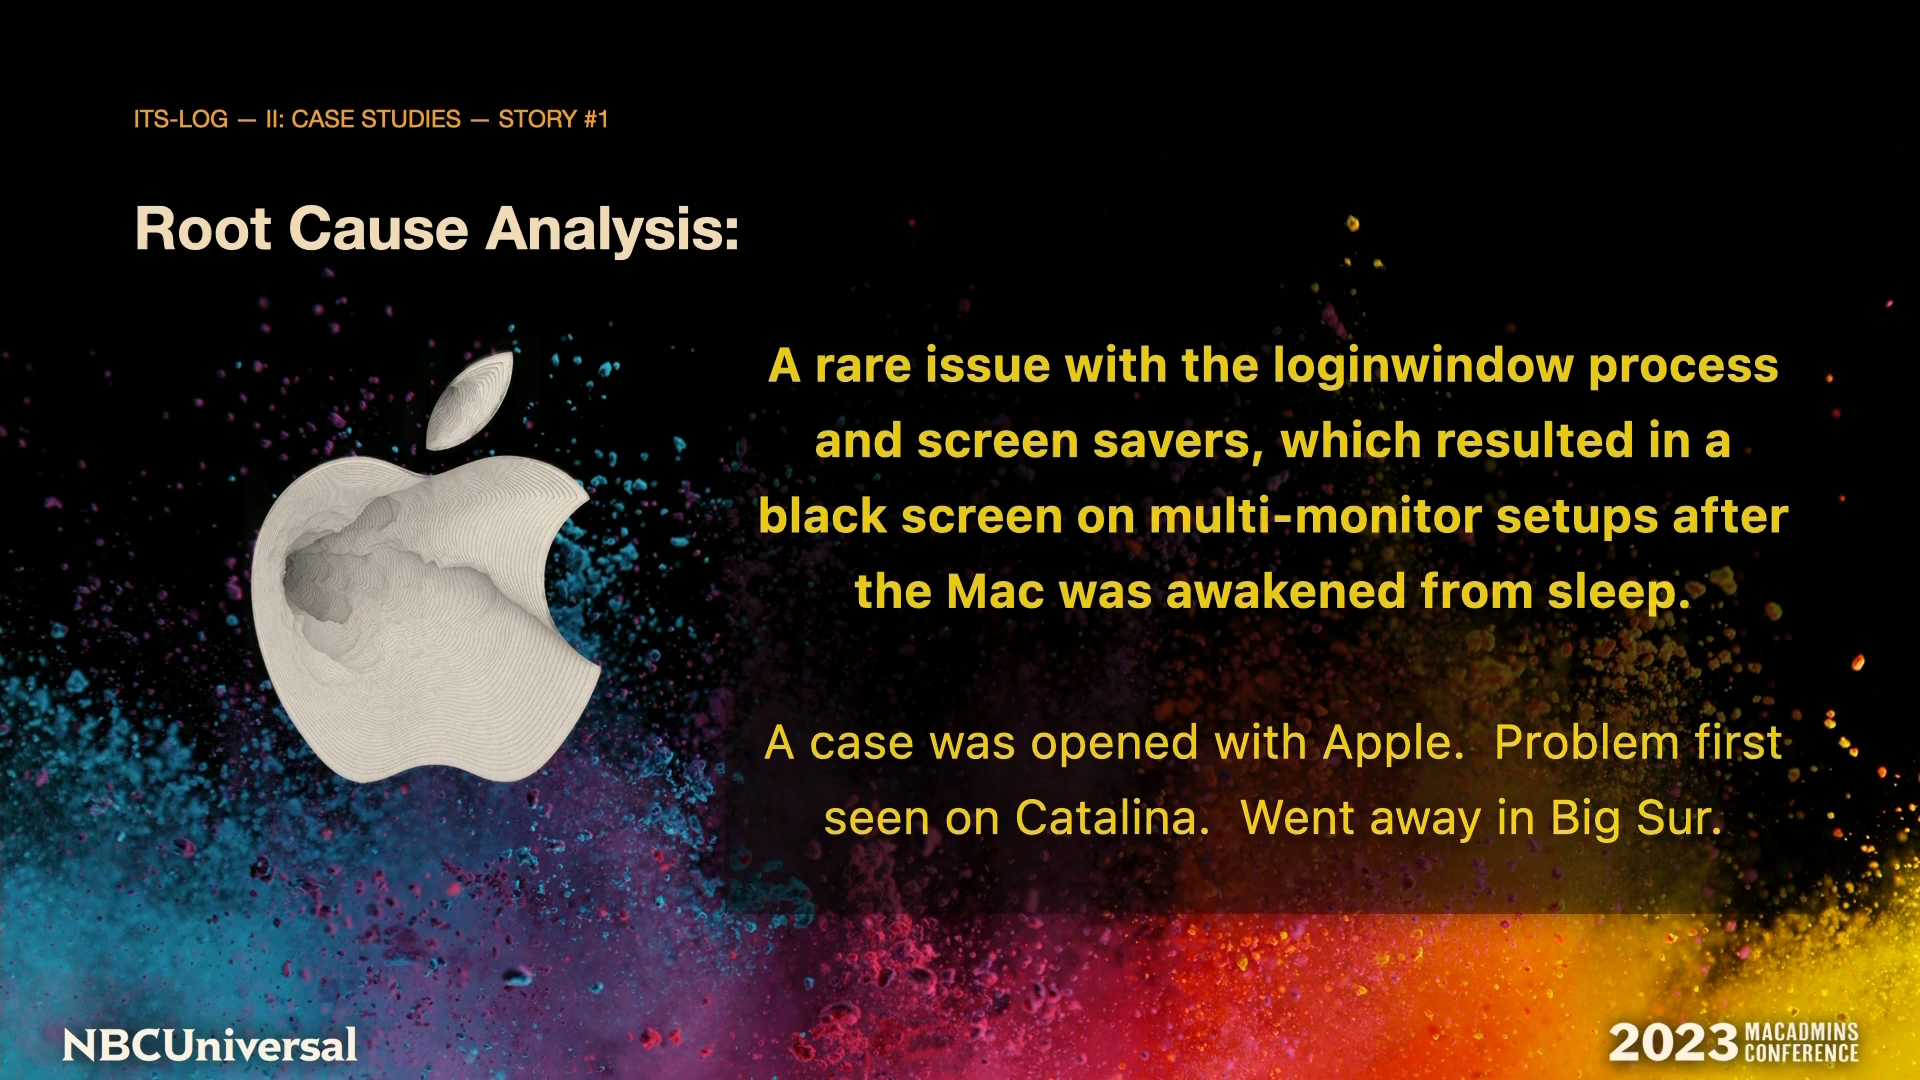 ITS-LOG — II: CASE STUDIES — STORY #1
Root Cause Analysis:
A rare issue with the loginwindow process
and screen savers, which resulted in a
black screen on multi-monitor setups after
the Mac was awakened from sleep.
A case was opened with Apple.  Problem first
seen on Catalina.  Went away in Big Sur.
NBCUniversal
2023 MACADMINS
CONFERENCE